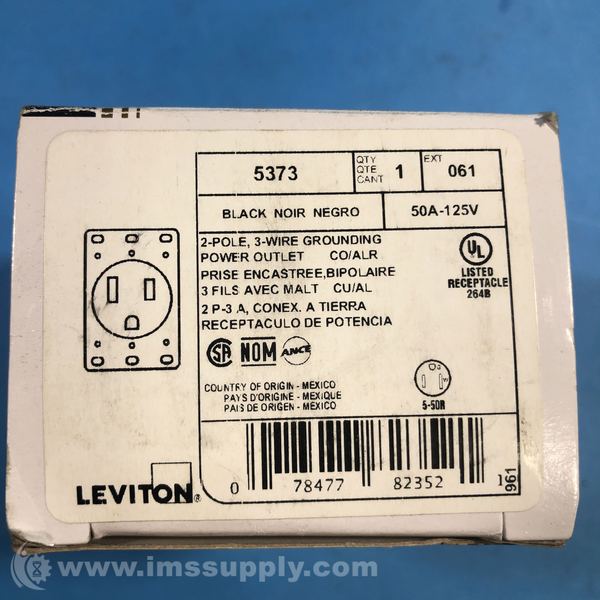 5373
QTY
QTE
CANT
1
EXT
061
BLACK NOIR NEGRO
50A-125V
2-POLE, 3-WIRE GROUNDING
POWER OUTLET CO/ALR
PRISE ENCASTREE,BIPOLAIRE
3 FILS AVEC MALT CU/AL
2 P-3 A, CONEX. A TIERRA
RECEPTACULO DE POTENCIA
UL
LISTED
RECEPTACLE
264B
SA NOM ANCE
COUNTRY OF ORIGIN - MEXICO
PAYS D'ORIGINE - MEXIQUE
PAIS DE ORIGEN - MEXICO
5-50R
LEVITON®
0 78477 82352 1
961
© www.imssupply.com